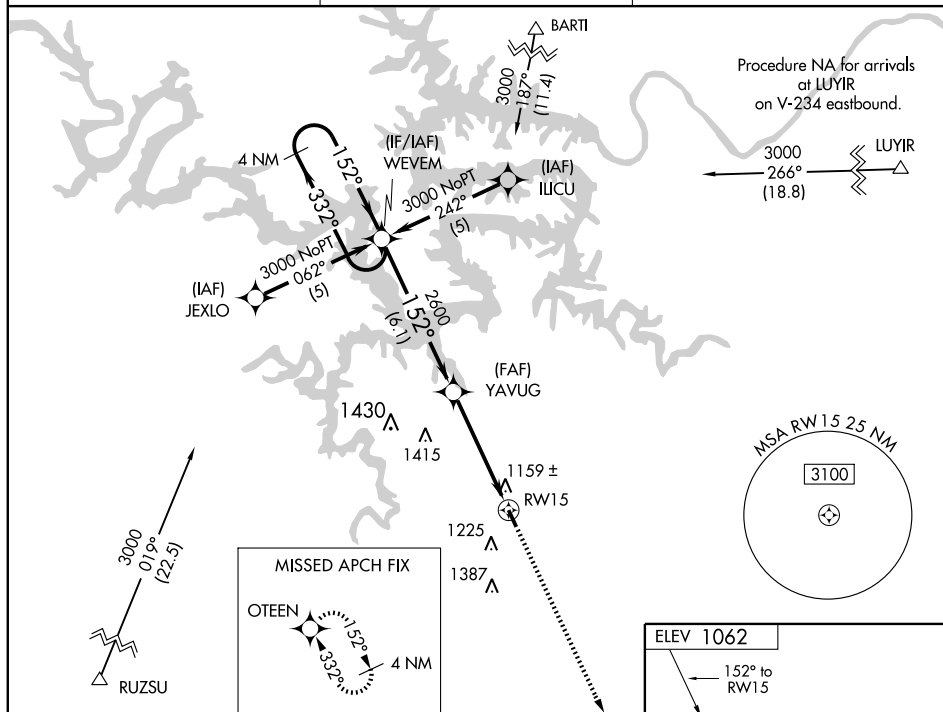 BARTI
3000
187°
(11.4)
Procedure NA for arrivals
at LUYIR
on V-234 eastbound.
LUYIR
3000
266°
(18.8)
(IF/IAF)
WEVEM
4 NM
152°
332°
(IAF)
ILICU
3000 NoPT
242°
(5)
3000 NoPT
062°
(5)
(IAF)
JEXLO
2600
152°
(6.1)
(FAF)
YAVUG
1430
1415
1159 ±
RW15
1225
1387
MSA RW15 25 NM
3100
3000
019°
(22.5)
RUZSU
MISSED APCH FIX
OTEEN
152°
332°
4 NM
ELEV 1062
152° to
RW15